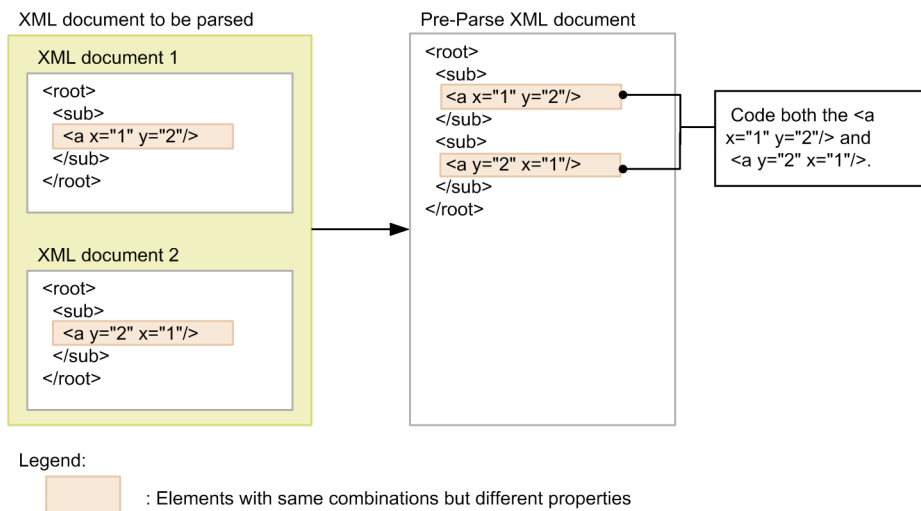 XML document to be parsed
XML document 1
<root>
<sub>
<a x="1" y="2"/>
</sub>
</root>
XML document 2
<root>
<sub>
<a y="2" x="1"/>
</sub>
</root>
Pre-Parse XML document
<root>
<sub>
<a x="1" y="2"/>
</sub>
<sub>
<a y="2" x="1"/>
</sub>
</root>
Code both the <a
x="1" y="2"/> and
<a y="2" x="1"/>.
Legend:
: Elements with same combinations but different properties